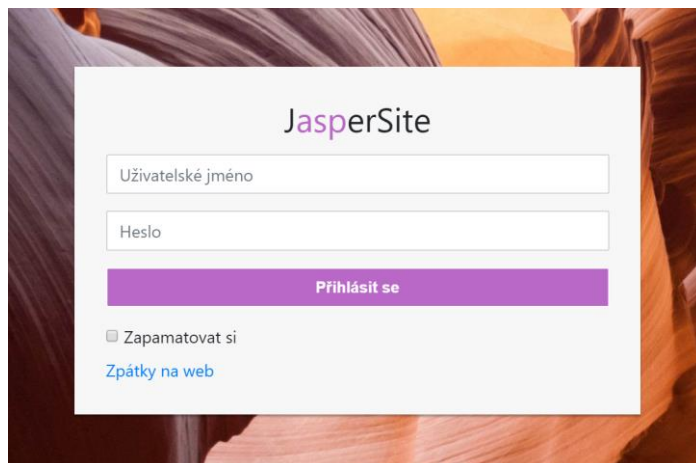 JasperSite
Uživatelské jméno
Heslo
Přihlásit se
Zapamatovat si
Zpátky na web